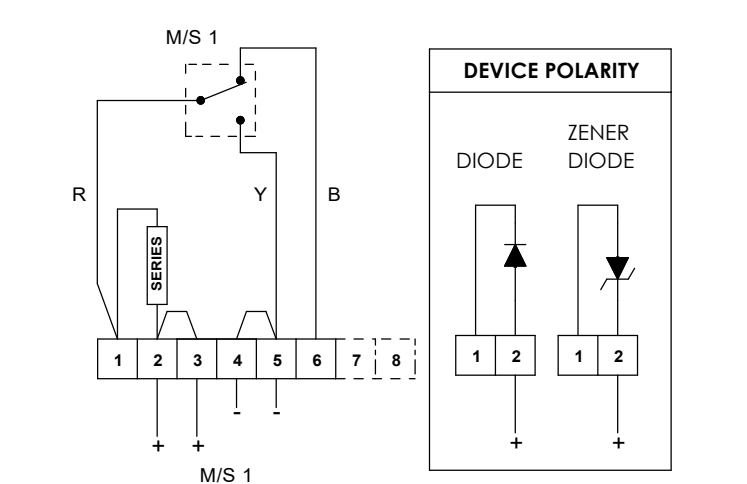 M/S 1
R
Y
B
SERIES
1 2 3 4 5 6 7 8
+ + - -
M/S 1
DEVICE POLARITY
DIODE
ZENER
DIODE
1 2
1 2
+
+